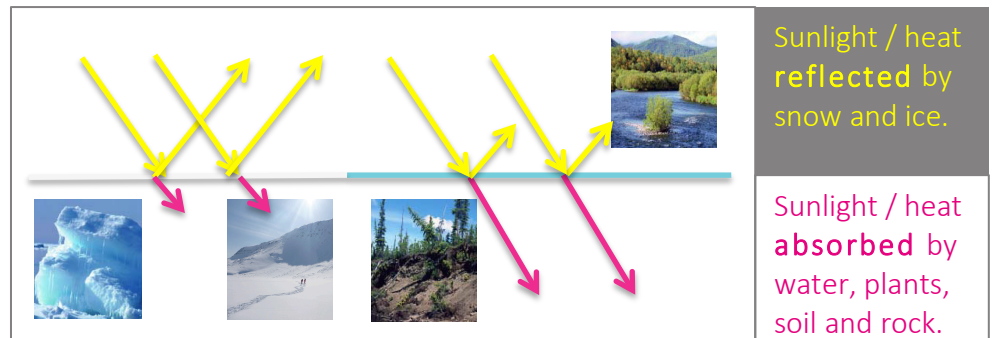 Sunlight / heat
reflected by
snow and ice.
Sunlight / heat
absorbed by
water, plants,
soil and rock.